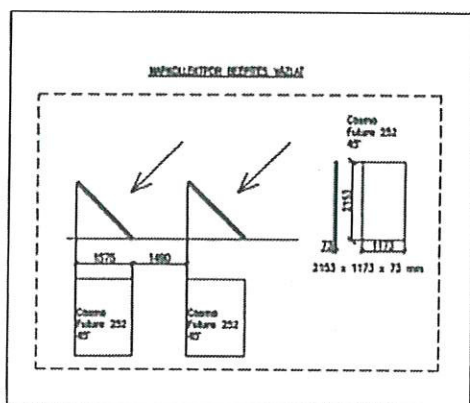 NAPKOLLEKTOR BEÉPÍTÉS VÁZLAT
Cosmo
Future 252
45°
2153
73
1173
2153 x 1173 x 73 mm
1575
1490
Cosmo
Future 252
45°
Cosmo
Future 252
45°